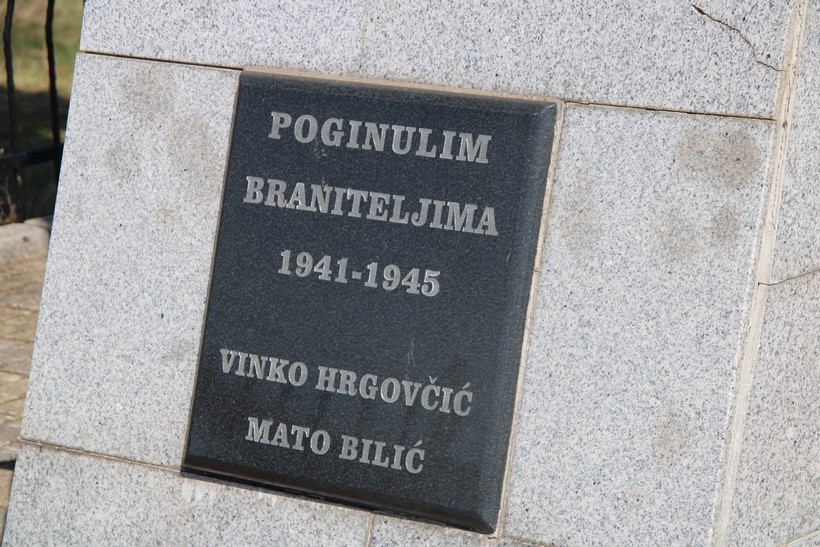 POGINULIM
BRANITELJIMA
1941-1945
VINKO HRGOVČIĆ
MATO BILIĆ